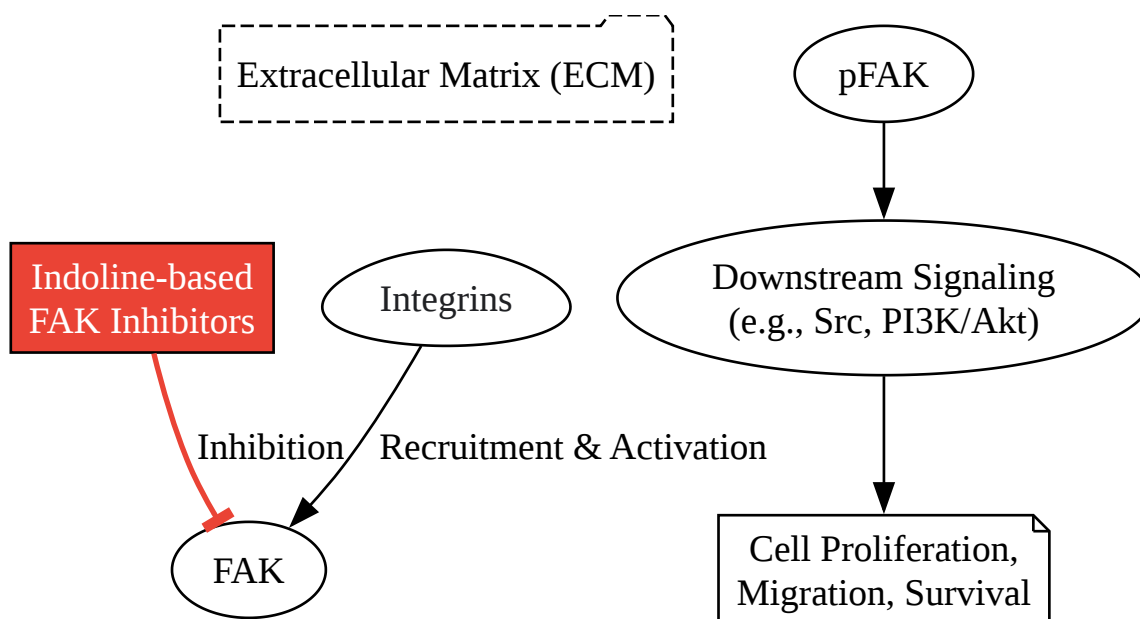 Extracellular Matrix (ECM)
pFAK
Indoline-based
FAK Inhibitors
Integrins
Downstream Signaling
(e.g., Src, PI3K/Akt)
Inhibition
Recruitment & Activation
FAK
Cell Proliferation,
Migration, Survival